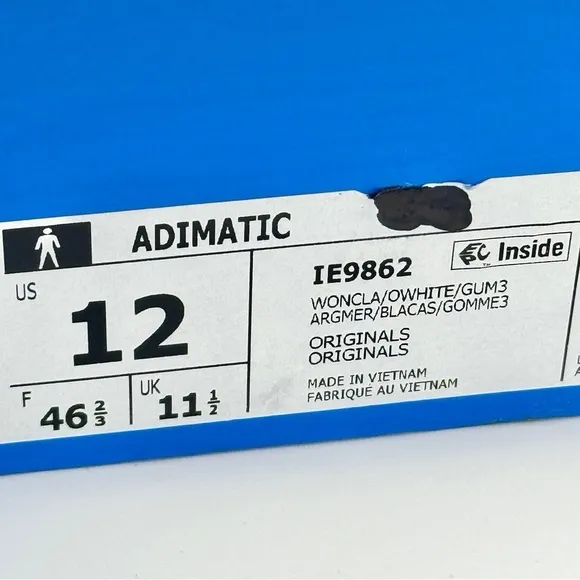 ADIMATIC
US
12
F
46 2/3
UK
11 1/2
IE9862
Inside
WONCLA/OWHITE/GUM3
ARGMER/BLACAS/GOMME3
ORIGINALS
ORIGINALS
MADE IN VIETNAM
FABRIQUÉ AU VIETNAM